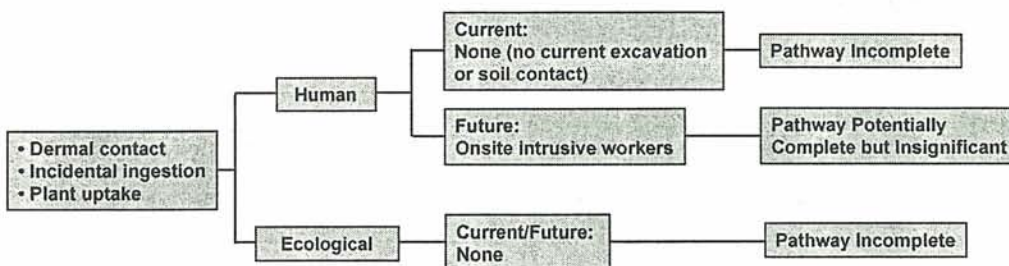 Current:
None (no current excavation
or soil contact)
Pathway Incomplete
Human
Future:
Onsite intrusive workers
Pathway Potentially
Complete but Insignificant
• Dermal contact
• Incidental ingestion
• Plant uptake
Ecological
Current/Future:
None
Pathway Incomplete